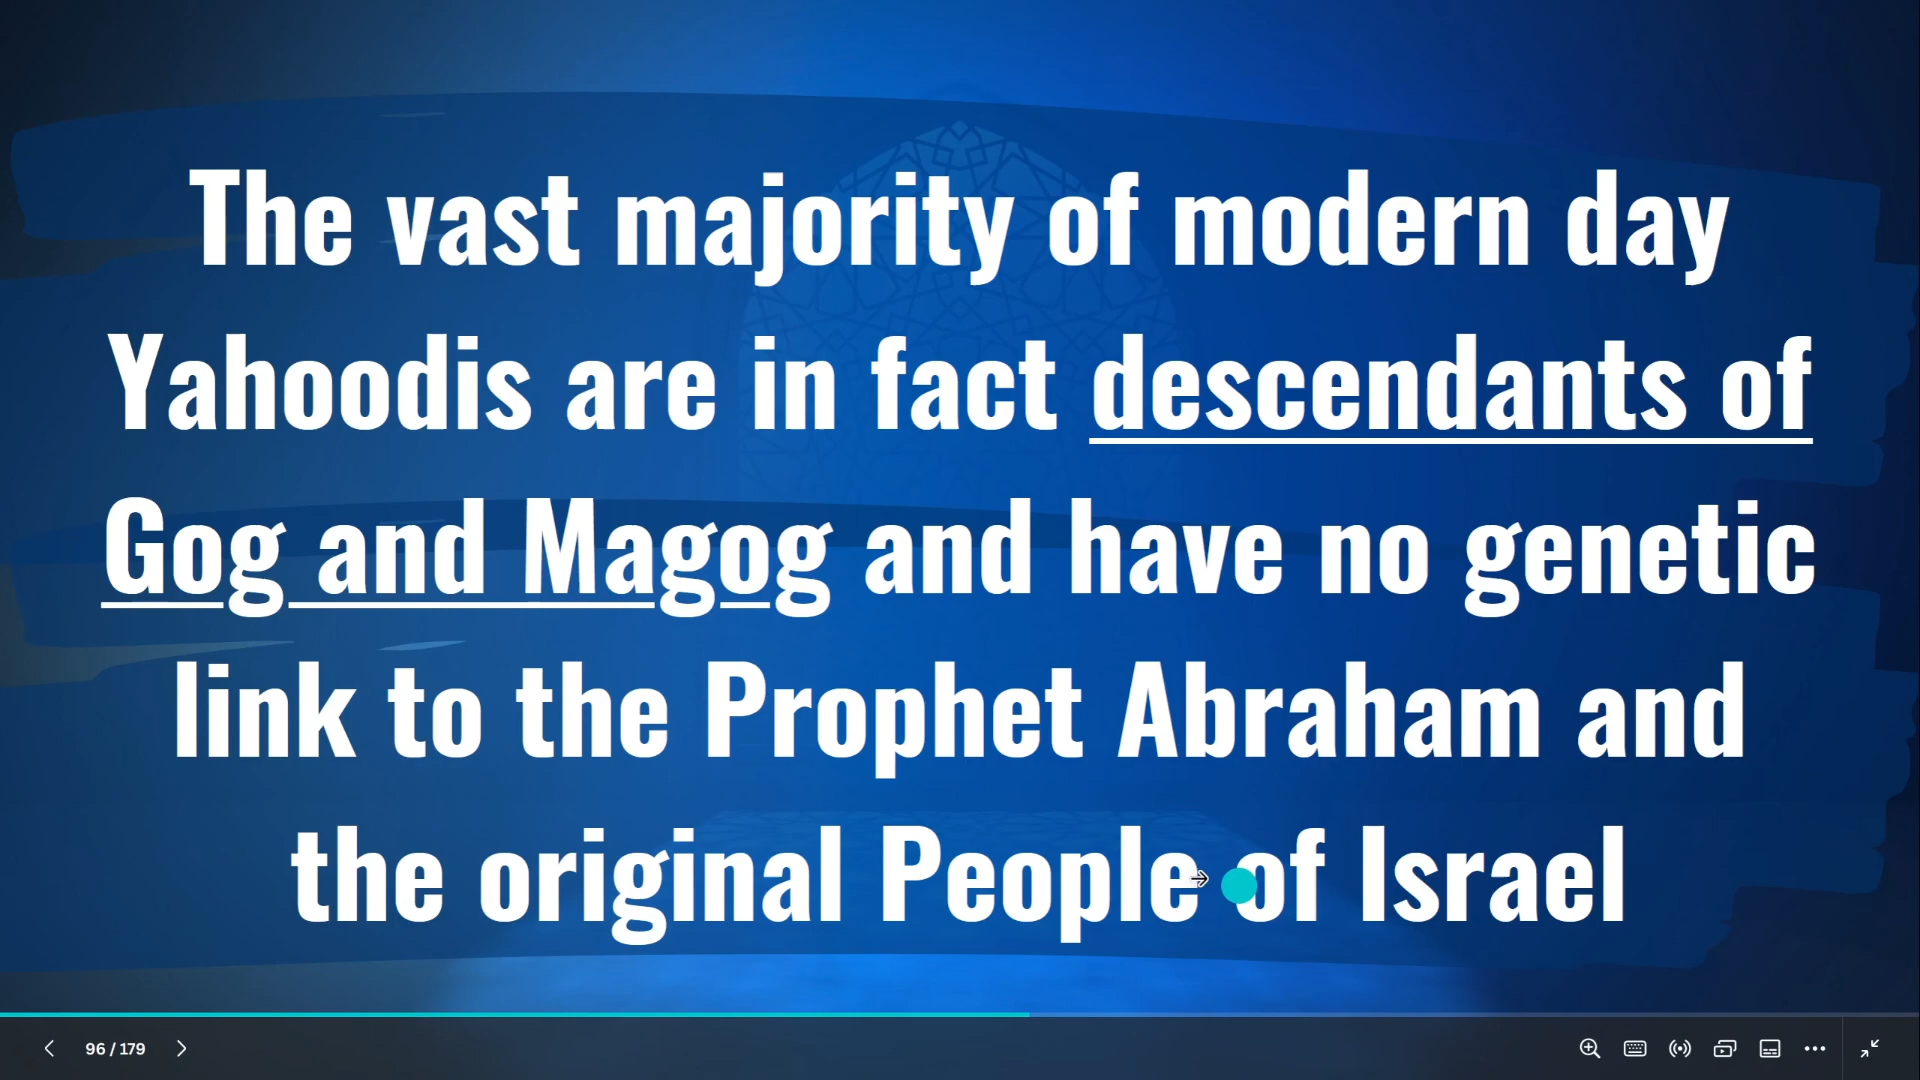 The vast majority of modern day
Yahoodis are in fact descendants of
Gog and Magog and have no genetic
link to the Prophet Abraham and
the original People of Israel
96 / 179